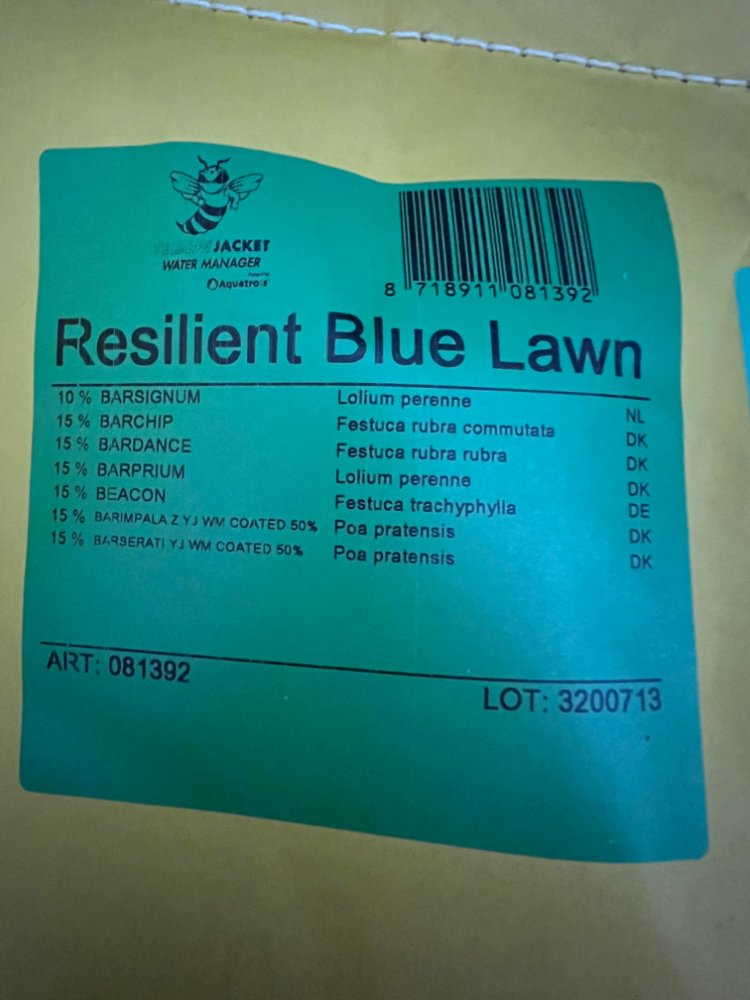 JACKET
WATER MANAGER
8 718911 081392
Resilient Blue Lawn
10 % BARSIGNUM Lolium perenne NL
15 % BARCHIP Festuca rubra commutata DK
15 % BARDANCE Festuca rubra rubra DK
15 % BARPRIUM Lolium perenne DK
15 % BEACON Festuca trachyphylla DE
15 % BARIMPALA Z YJ WM COATED 50% Poa pratensis DK
15 % BARSERATI YJ WM COATED 50% Poa pratensis DK
ART: 081392
LOT: 3200713